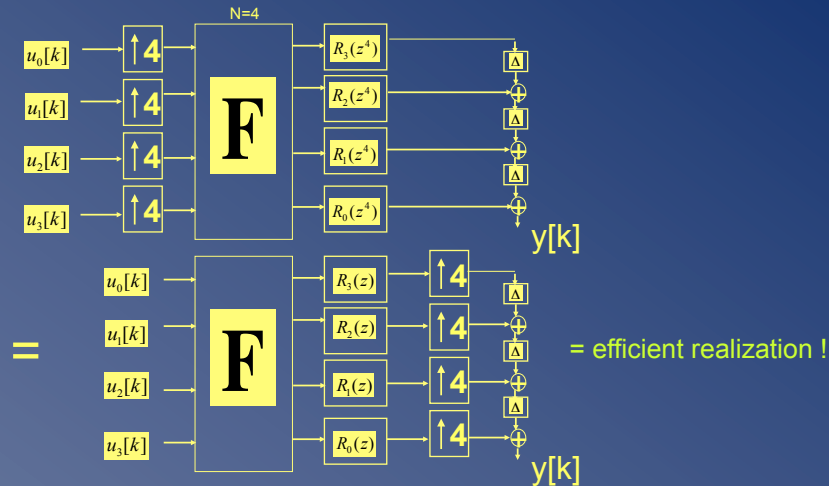 N=4
u₀[k] ↑4 R₃(z⁴) Δ
u₁[k] ↑4 F R₂(z⁴) Δ
u₂[k] ↑4 R₁(z⁴) Δ
u₃[k] ↑4 R₀(z⁴)
y[k]
u₀[k] R₃(z) ↑4 Δ
= u₁[k] F R₂(z) ↑4 Δ = efficient realization !
u₂[k] R₁(z) ↑4 Δ
u₃[k] R₀(z) ↑4
y[k]